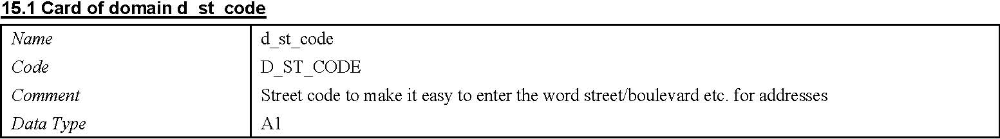 15.1 Card of domain d_st_code
Name d_st_code
Code D_ST_CODE
Comment Street code to make it easy to enter the word street/boulevard etc. for addresses
Data Type A1